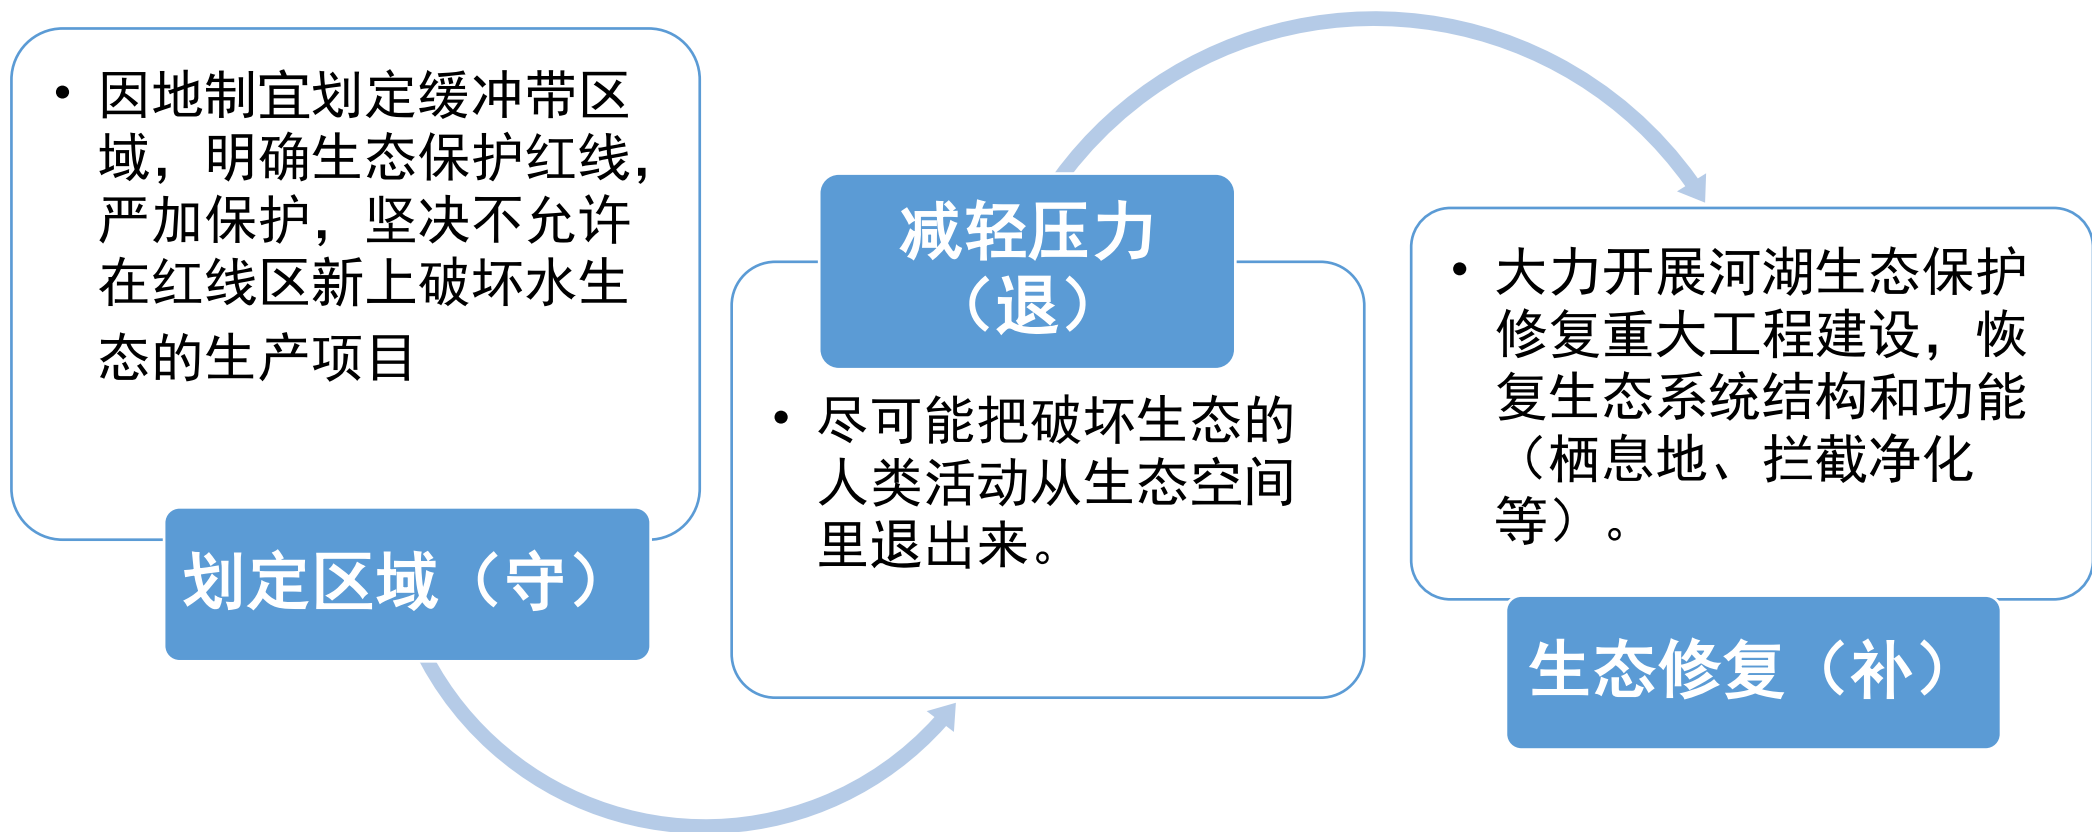 • 因地制宜划定缓冲带区
域，明确生态保护红线，
严加保护，坚决不允许
在红线区新上破坏水生
态的生产项目
划定区域（守）
减轻压力
（退）
• 尽可能把破坏生态的
人类活动从生态空间
里退出来。
• 大力开展河湖生态保护
修复重大工程建设，恢
复生态系统结构和功能
（栖息地、拦截净化
等）。
生态修复（补）